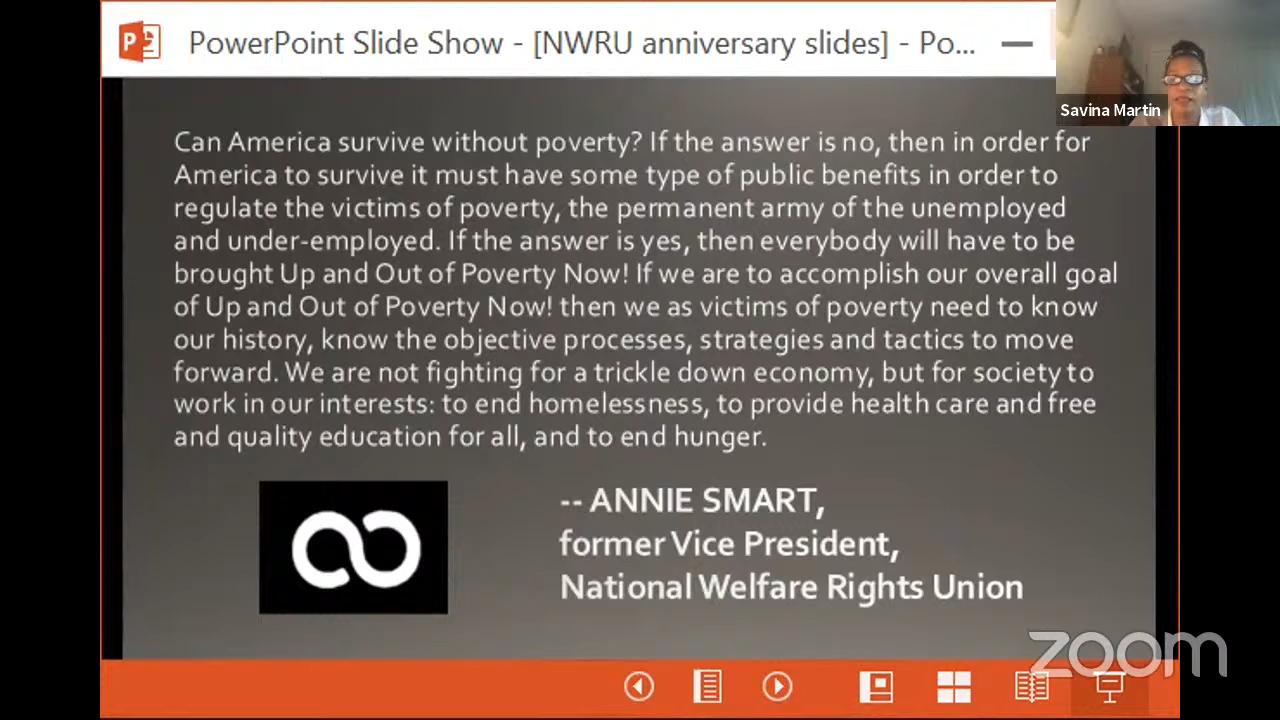 PowerPoint Slide Show - [NWRU anniversary slides] - Po...
Savina Martin
Can America survive without poverty? If the answer is no, then in order for
America to survive it must have some type of public benefits in order to
regulate the victims of poverty, the permanent army of the unemployed
and under-employed. If the answer is yes, then everybody will have to be
brought Up and Out of Poverty Now! If we are to accomplish our overall goal
of Up and Out of Poverty Now! then we as victims of poverty need to know
our history, know the objective processes, strategies and tactics to move
forward. We are not fighting for a trickle down economy, but for society to
work in our interests: to end homelessness, to provide health care and free
and quality education for all, and to end hunger.
-- ANNIE SMART,
former Vice President,
National Welfare Rights Union
zoom